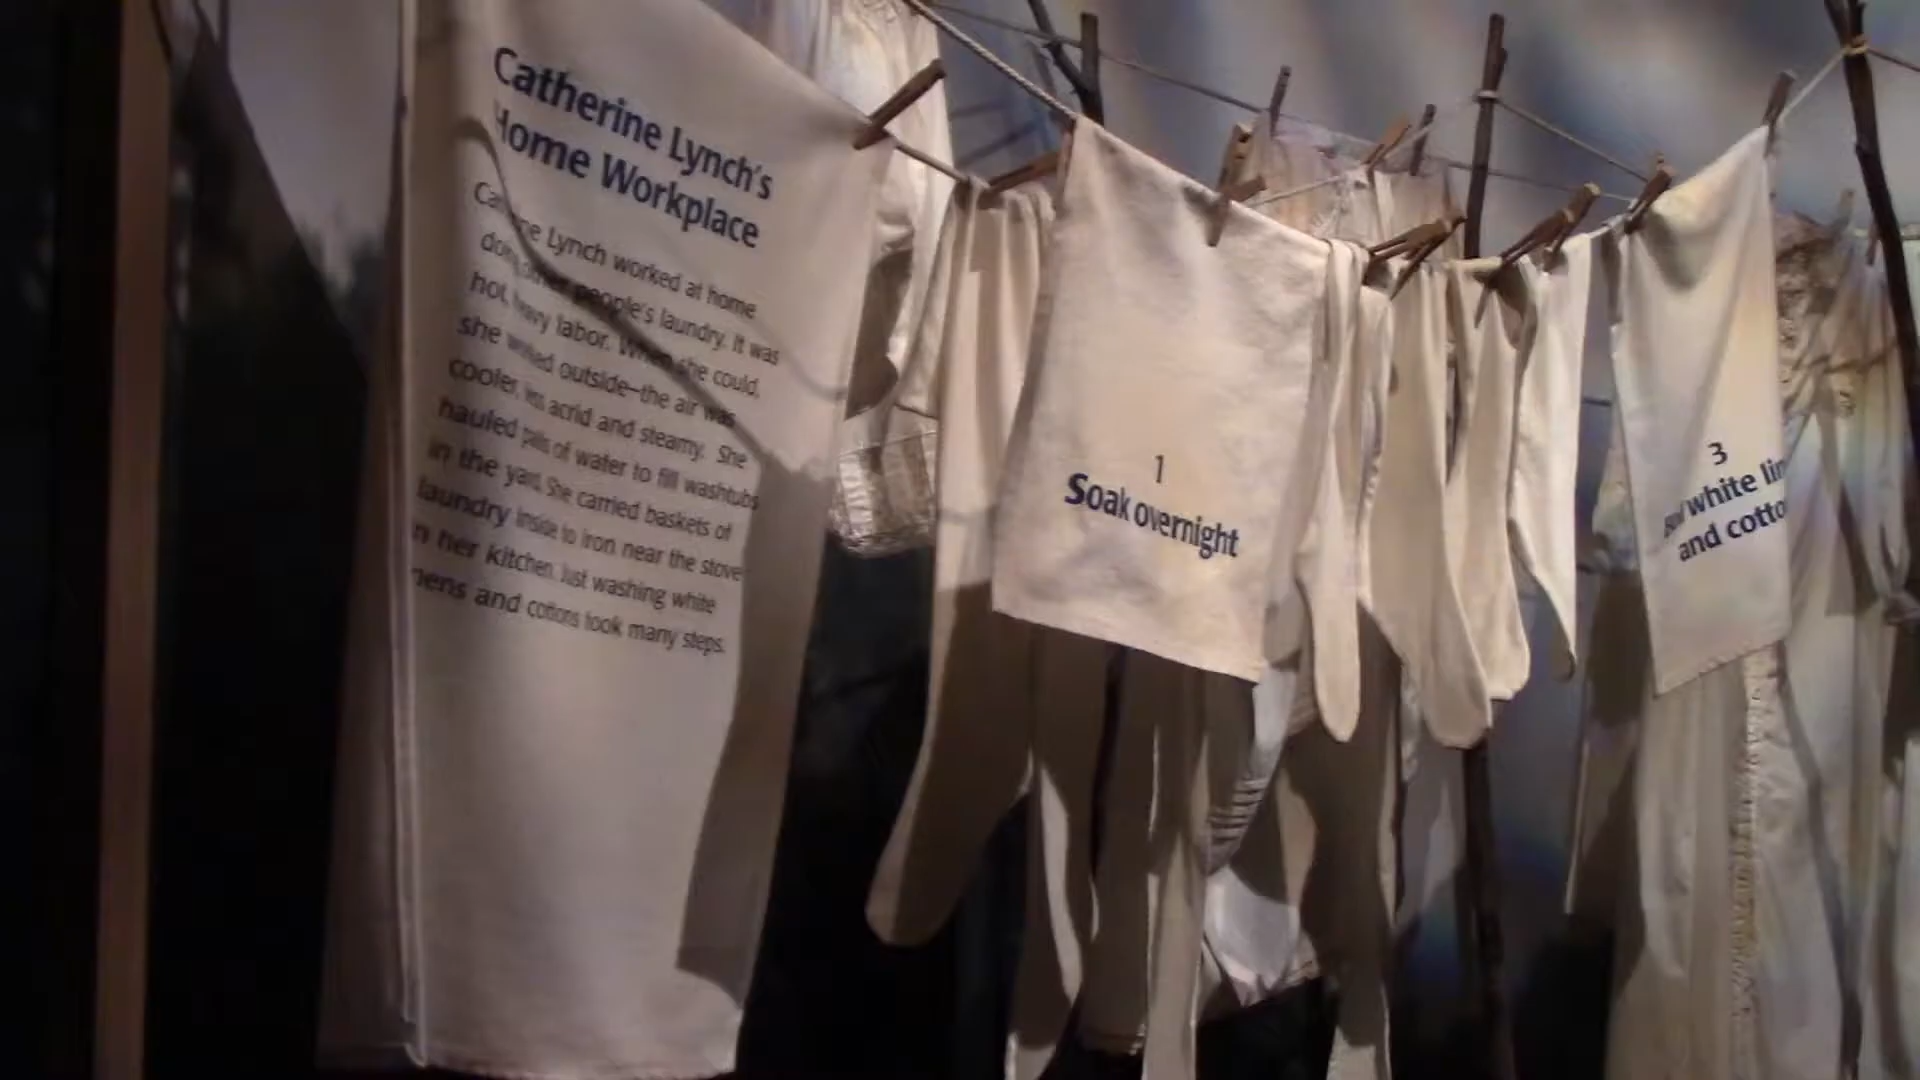 Catherine Lynch's
Home Workplace
Catherine Lynch worked at home
doing other people's laundry. It was
hot, heavy labor. When she could,
she worked outside—the air was
cooler, less acrid and steamy. She
hauled pails of water to fill washtubs
in the yard. She carried baskets of
laundry inside to iron near the stove
in her kitchen. Just washing white
nens and cottons took many steps.
1
Soak overnight
3
Boil white lin
and cotto